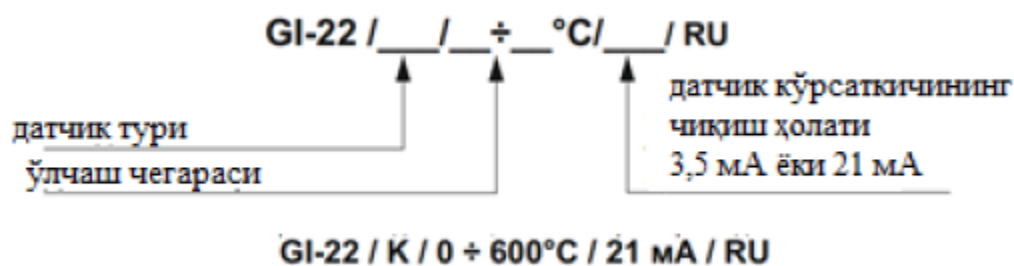 GI-22 /___/__÷__°C/___/ RU
датчик кўрсаткичининг
чиқиш ҳолати
3,5 мА ёки 21 мА
датчик тури
ўлчаш чегараси
GI-22 / K / 0 ÷ 600°C / 21 мА / RU